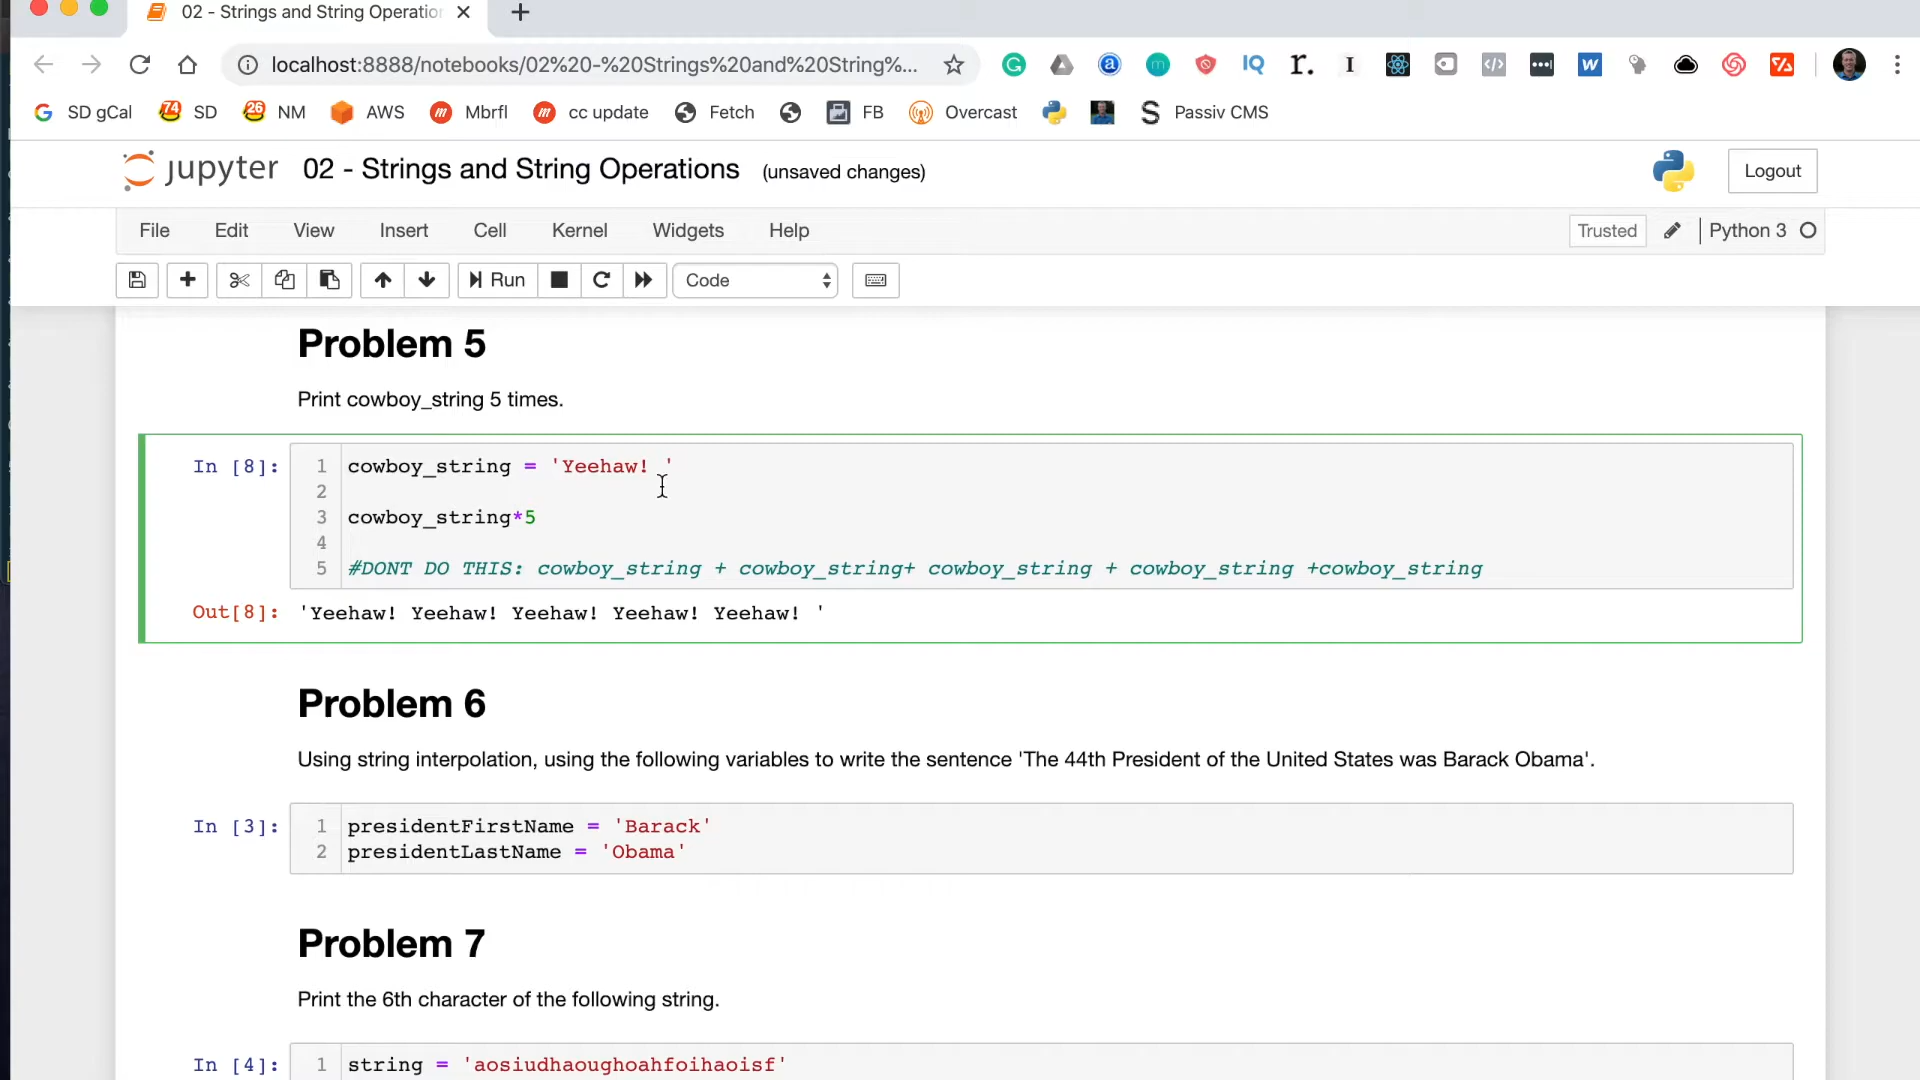 02 - Strings and String Operatio
localhost:8888/notebooks/02%20-%20Strings%20and%20String%...
SD gCal
74 SD
26 NM
AWS
Mbrfl
cc update
Fetch
FB
Overcast
Passiv CMS
jupyter 02 - Strings and String Operations (unsaved changes)
Logout
File Edit View Insert Cell Kernel Widgets Help
Trusted Python 3
Run Code
Problem 5
Print cowboy_string 5 times.
In [8]:
1 cowboy_string = 'Yeehaw! '
2
3 cowboy_string*5
4
5 #DONT DO THIS: cowboy_string + cowboy_string+ cowboy_string + cowboy_string +cowboy_string
Out[8]: 'Yeehaw! Yeehaw! Yeehaw! Yeehaw! Yeehaw! '
Problem 6
Using string interpolation, using the following variables to write the sentence 'The 44th President of the United States was Barack Obama'.
In [3]:
1 presidentFirstName = 'Barack'
2 presidentLastName = 'Obama'
Problem 7
Print the 6th character of the following string.
In [4]: 1 string = 'aosiudhaoughoahfoihaoisf'